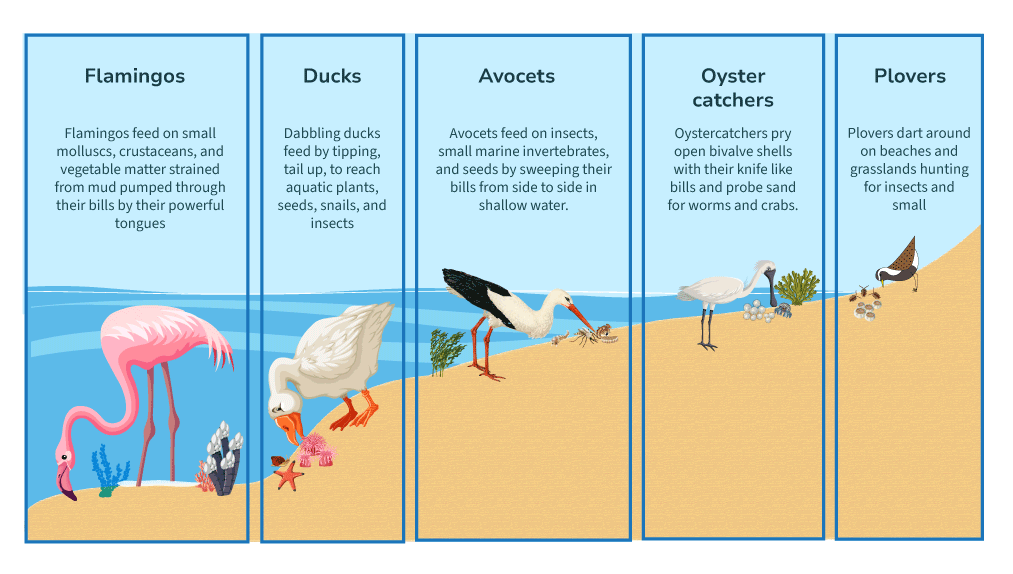 Flamingos
Flamingos feed on small
molluscs, crustaceans, and
vegetable matter strained
from mud pumped through
their bills by their powerful
tongues
Ducks
Dabbling ducks
feed by tipping,
tail up, to reach
aquatic plants,
seeds, snails, and
insects
Avocets
Avocets feed on insects,
small marine invertebrates,
and seeds by sweeping their
bills from side to side in
shallow water.
Oyster
catchers
Oystercatchers pry
open bivalve shells
with their knife like
bills and probe sand
for worms and crabs.
Plovers
Plovers dart around
on beaches and
grasslands hunting
for insects and
small